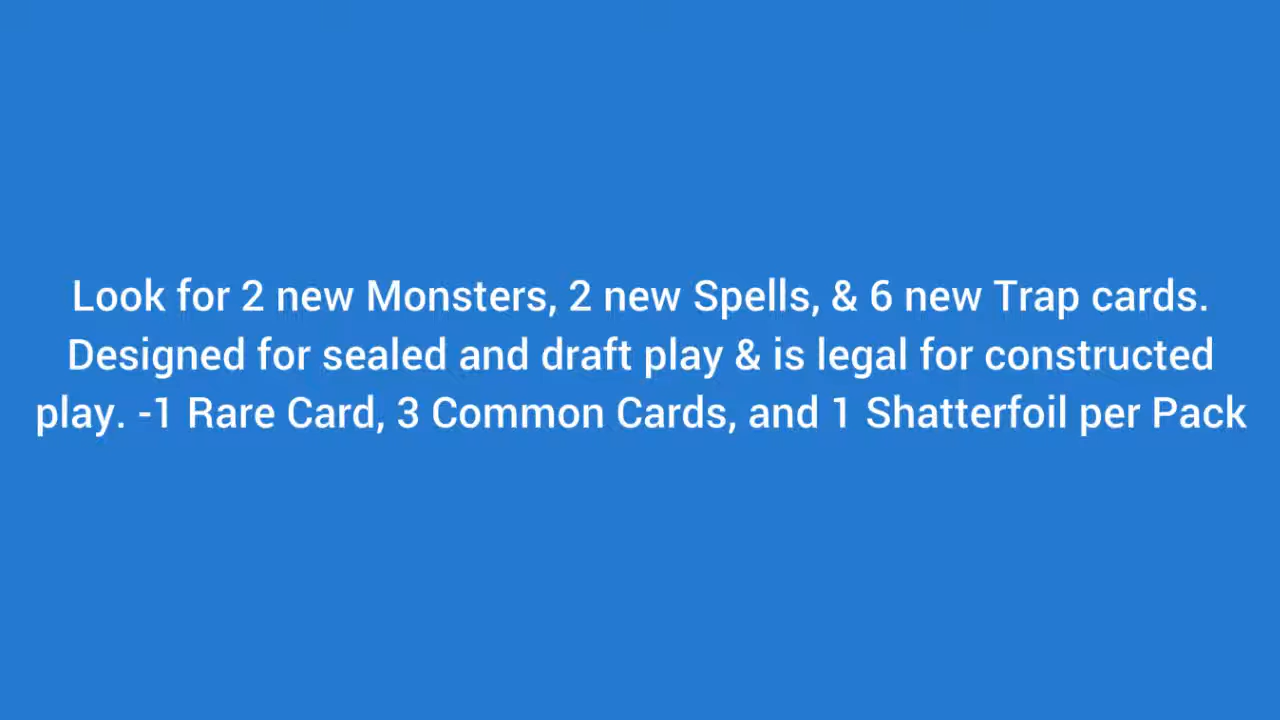 Look for 2 new Monsters, 2 new Spells, & 6 new Trap cards.
Designed for sealed and draft play & is legal for constructed
play. -1 Rare Card, 3 Common Cards, and 1 Shatterfoil per Pack